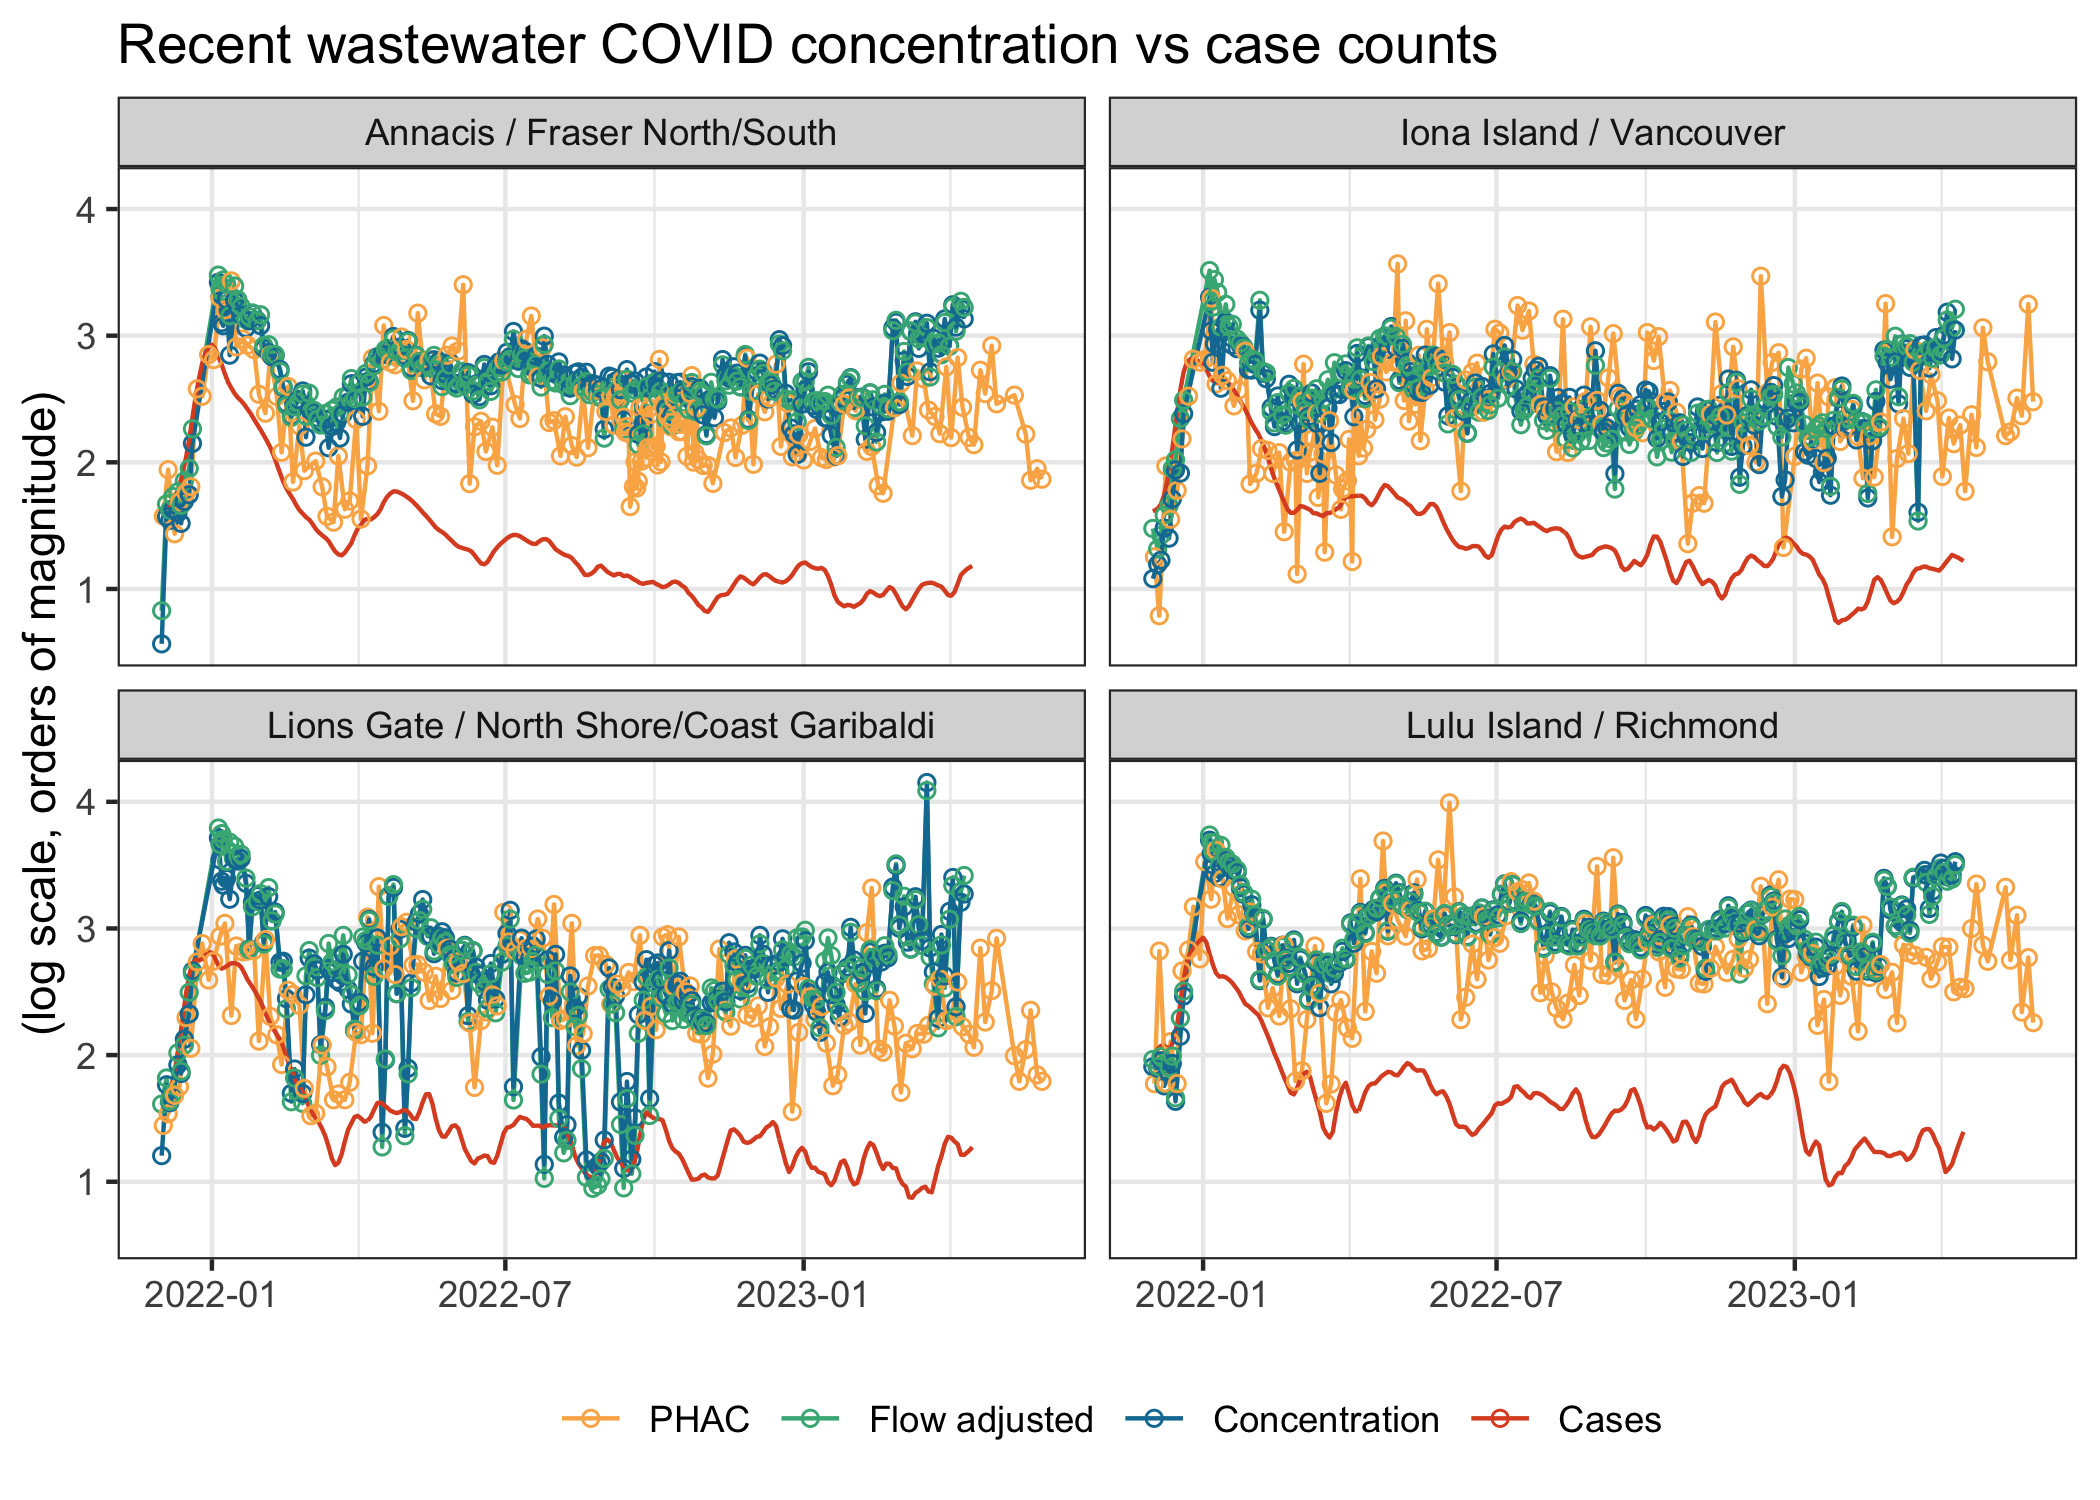 Recent wastewater COVID concentration vs case counts
Annacis / Fraser North/South
Iona Island / Vancouver
4
3
2
1
(log scale, orders of magnitude)
Lions Gate / North Shore/Coast Garibaldi
Lulu Island / Richmond
4
3
2
1
2022-01
2022-07
2023-01
2022-01
2022-07
2023-01
PHAC
Flow adjusted
Concentration
Cases